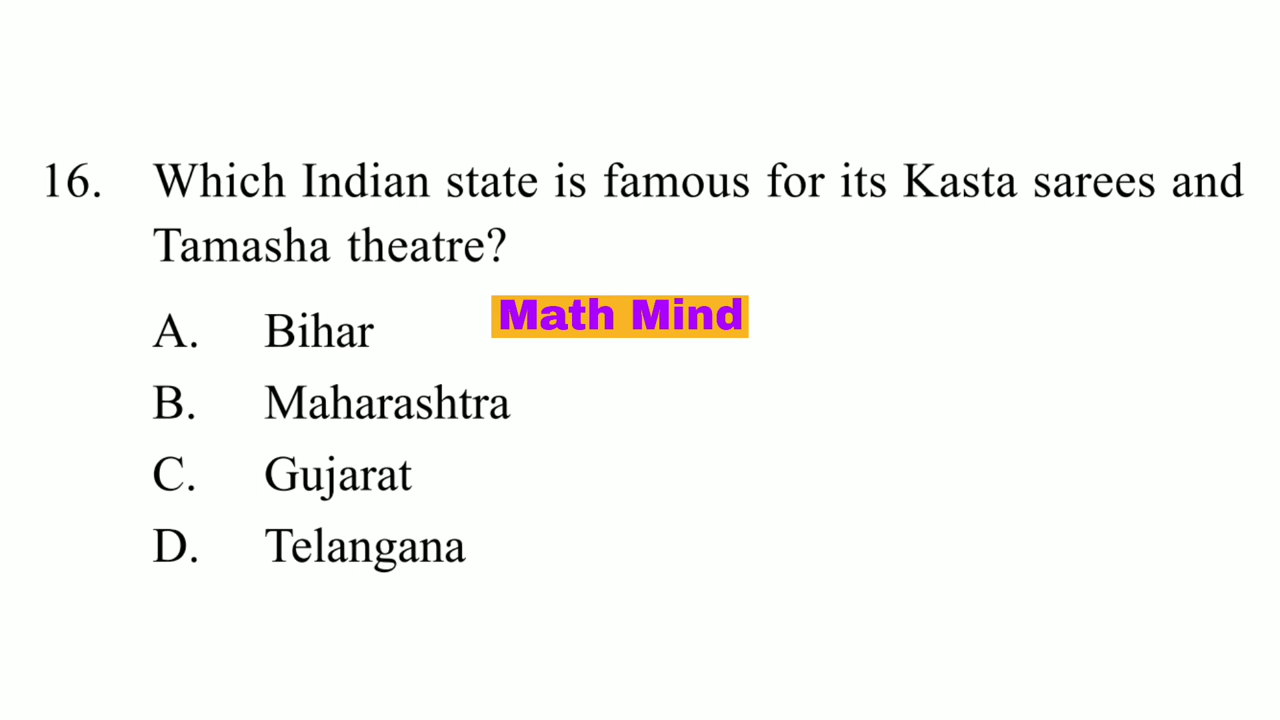 16. Which Indian state is famous for its Kasta sarees and
Tamasha theatre?
Math Mind
A. Bihar
B. Maharashtra
C. Gujarat
D. Telangana